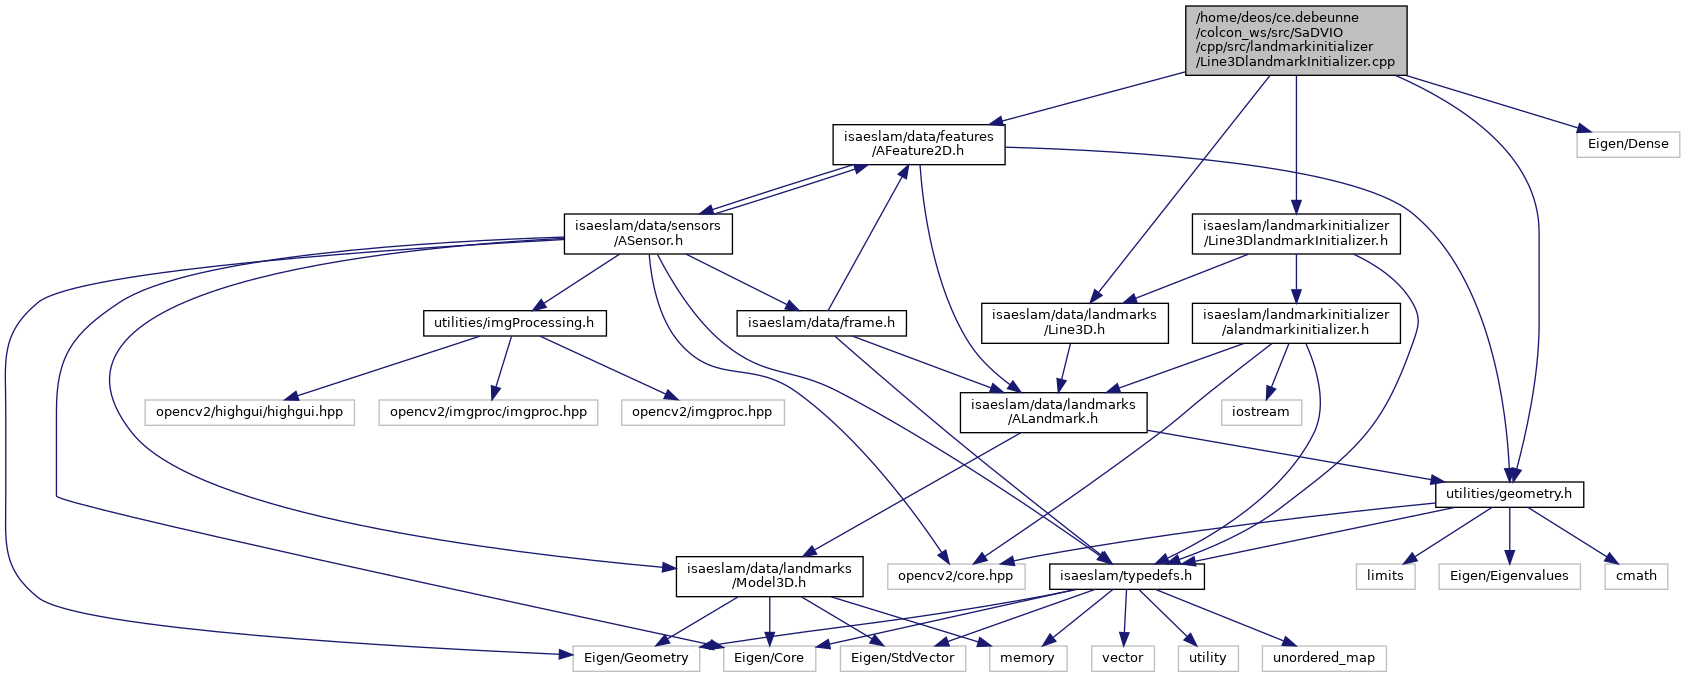 /home/deos/ce.debeunne
/colcon_ws/src/SaDVIO
/cpp/src/landmarkinitializer
/Line3DlandmarkInitializer.cpp
isaeslam/data/features
/AFeature2D.h
Eigen/Dense
isaeslam/data/sensors
/ASensor.h
isaeslam/landmarkinitializer
/Line3DlandmarkInitializer.h
utilities/imgProcessing.h
isaeslam/data/frame.h
isaeslam/data/landmarks
/Line3D.h
isaeslam/landmarkinitializer
/alandmarkinitializer.h
opencv2/highgui/highgui.hpp
opencv2/imgproc/imgproc.hpp
opencv2/imgproc.hpp
isaeslam/data/landmarks
/ALandmark.h
iostream
utilities/geometry.h
isaeslam/data/landmarks
/Model3D.h
opencv2/core.hpp
isaeslam/typedefs.h
limits
Eigen/Eigenvalues
cmath
Eigen/Geometry
Eigen/Core
Eigen/StdVector
memory
vector
utility
unordered_map